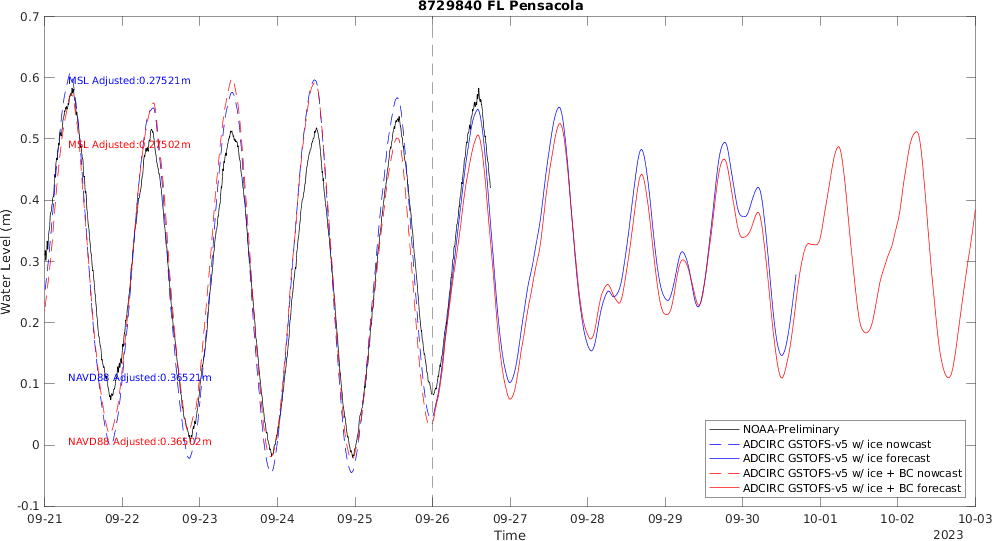 8729840 FL Pensacola
0.7
0.6
0.5
0.4
0.3
0.2
0.1
0
-0.1
Water Level (m)
MSL Adjusted:0.27521m
MSL Adjusted:0.27502m
NAVD88 Adjusted:0.36521m
NAVD88 Adjusted:0.36502m
NOAA-Preliminary
ADCIRC GSTOFS-v5 w/ ice nowcast
ADCIRC GSTOFS-v5 w/ ice forecast
ADCIRC GSTOFS-v5 w/ ice + BC nowcast
ADCIRC GSTOFS-v5 w/ ice + BC forecast
09-21 09-22 09-23 09-24 09-25 09-26 09-27 09-28 09-29 09-30 10-01 10-02 10-03
Time
2023